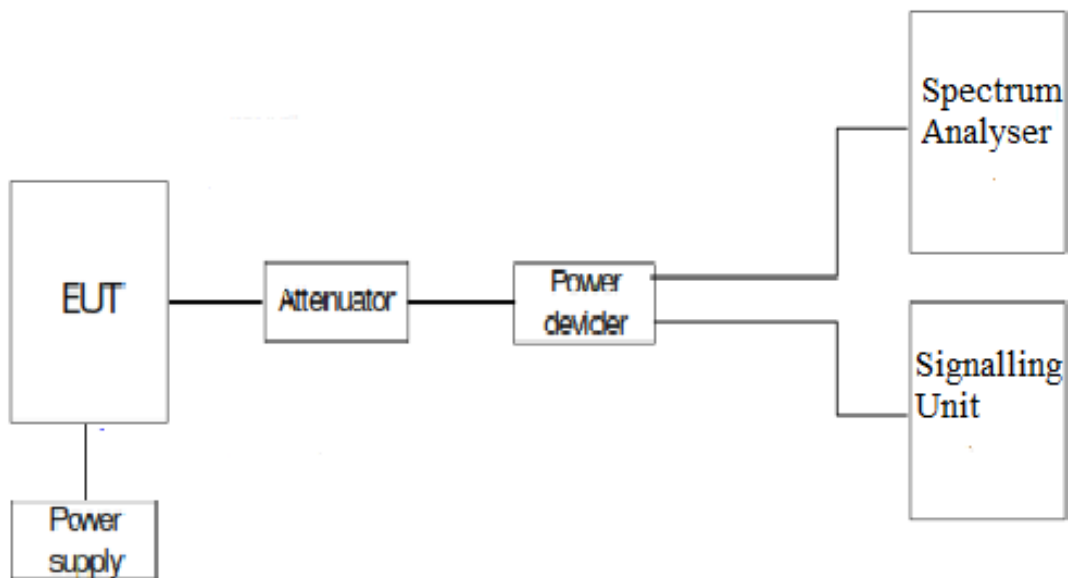 Spectrum
Analyser
EUT
Attenuator
Power
devider
Signalling
Unit
Power
supply